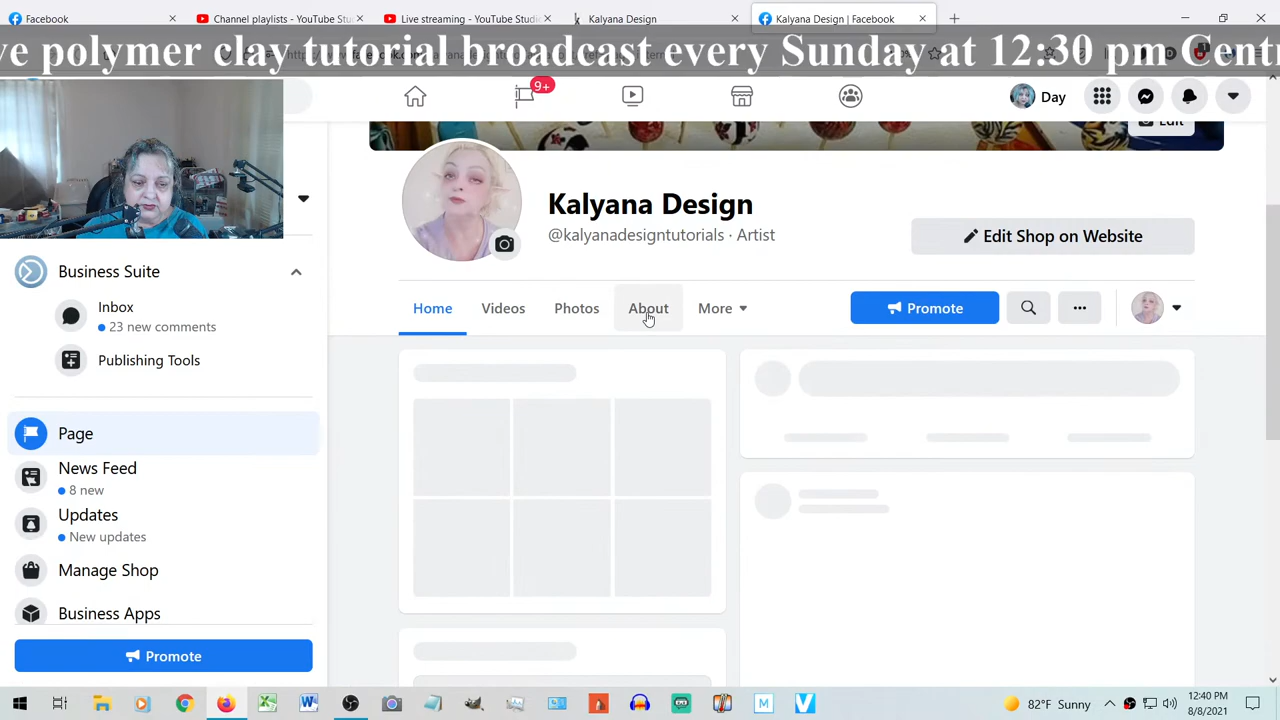 Facebook
Channel playlists - YouTube Stu
Live streaming - YouTube Studio
Kalyana Design
Kalyana Design | Facebook
ve polymer clay tutorial broadcast every Sunday at 12:30 pm Cent
9+
Day
Edit
Kalyana Design
@kalyanadesigntutorials · Artist
Edit Shop on Website
Business Suite
Inbox
23 new comments
Publishing Tools
Home
Videos
Photos
About
More
Promote
Page
News Feed
8 new
Updates
New updates
Manage Shop
Business Apps
Promote
82°F Sunny
12:40 PM
8/8/2021